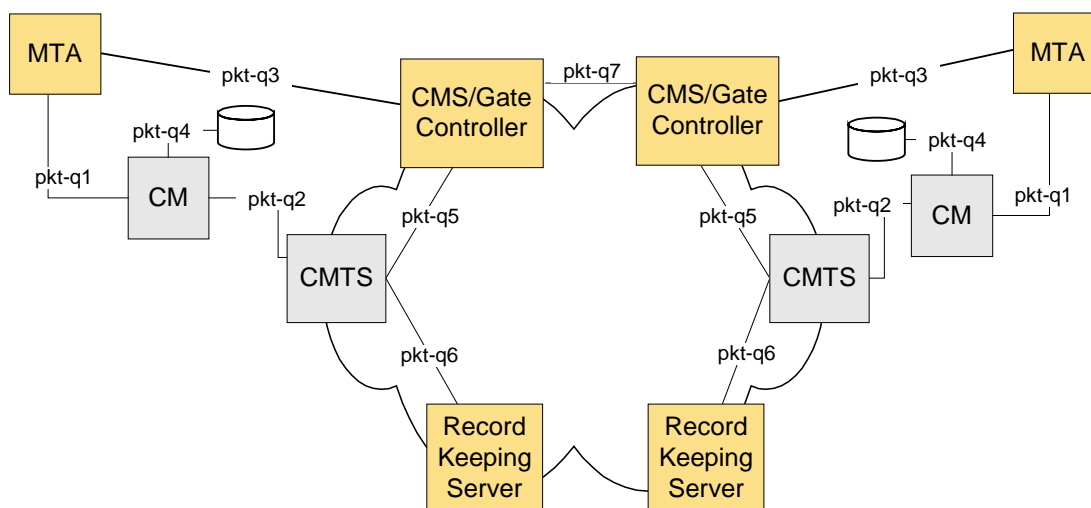 MTA
pkt-q3
pkt-q7
pkt-q3
MTA
CMS/Gate
Controller
CMS/Gate
Controller
pkt-q4
pkt-q4
pkt-q1
CM
pkt-q2
pkt-q5
pkt-q5
pkt-q2
CM
pkt-q1
CMTS
CMTS
pkt-q6
pkt-q6
Record
Keeping
Server
Record
Keeping
Server